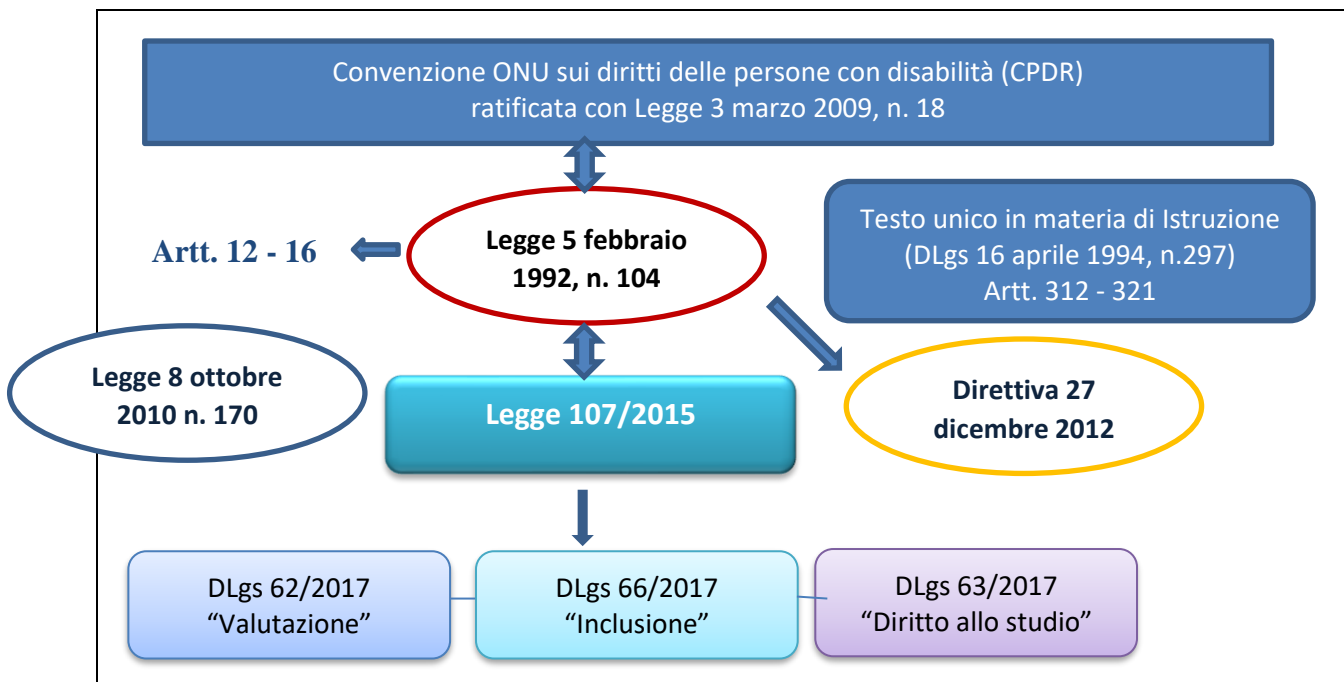 Convenzione ONU sui diritti delle persone con disabilità (CPDR)
ratificata con Legge 3 marzo 2009, n. 18
Legge 5 febbraio
1992, n. 104
Artt. 12 - 16
Testo unico in materia di Istruzione
(DLgs 16 aprile 1994, n.297)
Artt. 312 - 321
Legge 8 ottobre
2010 n. 170
Legge 107/2015
Direttiva 27
dicembre 2012
DLgs 62/2017
“Valutazione”
DLgs 66/2017
“Inclusione”
DLgs 63/2017
“Diritto allo studio”